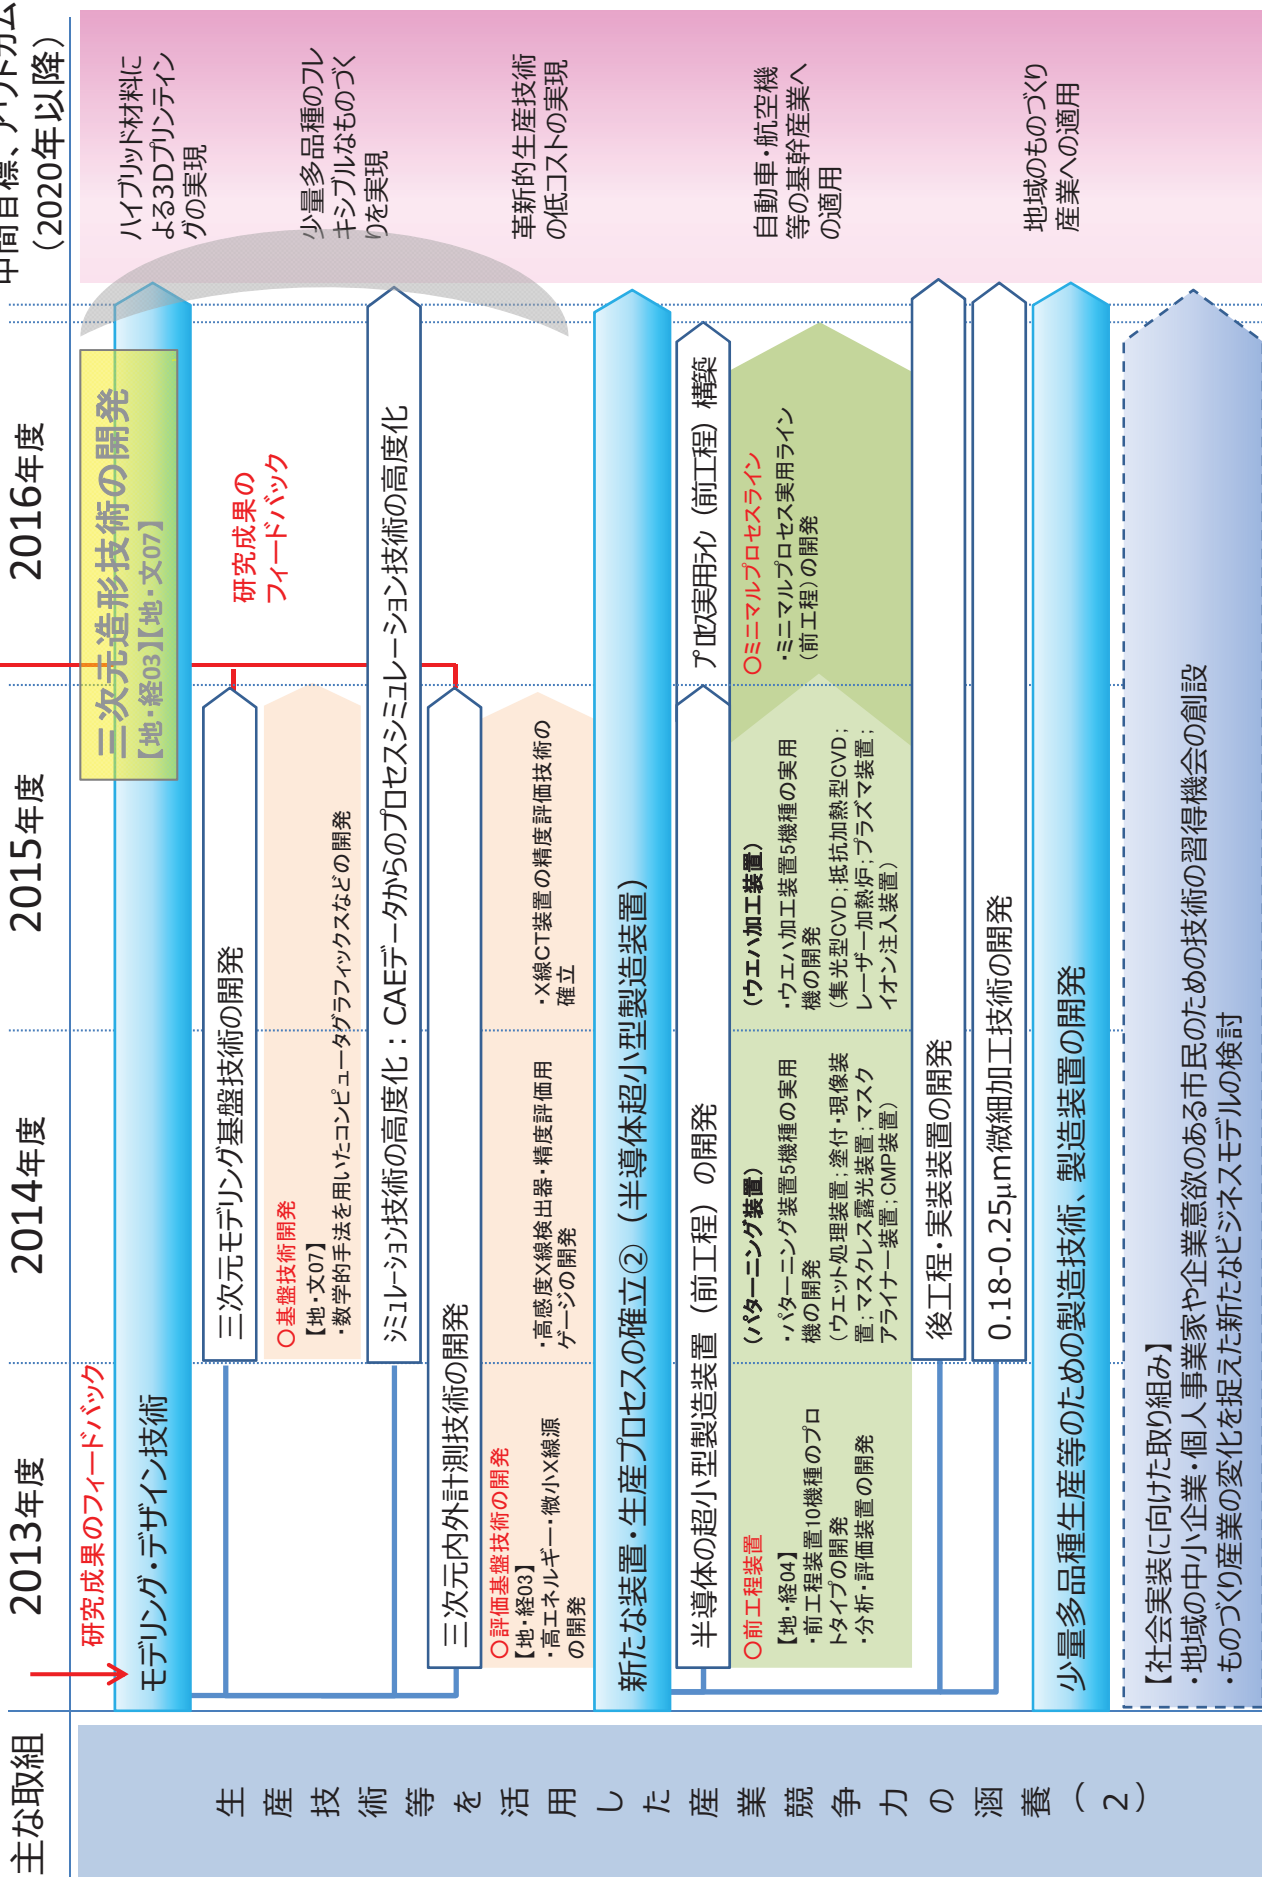 主な取組
2013年度
2014年度
2015年度
2016年度
中間目標、アウトカム
（2020年以降）
生産技術等を活用した産業競争力の涵養（2）
研究成果のフィードバック
モデリング・デザイン技術
三次元造形技術の開発
【地・経03】【地・文07】
三次元モデリング基盤技術の開発
○基盤技術開発
【地・文07】
・数学的手法を用いたコンピュータグラフィックスなどの開発
研究成果の
フィードバック
シミュレーション技術の高度化：CAEデータからのプロセスシミュレーション技術の高度化
三次元内外計測技術の開発
○評価基盤技術の開発
【地・経03】
・高エネルギー・微小X線源
の開発
・高感度X線検出器・精度評価用
ゲージの開発
・X線CT装置の精度評価技術の
確立
新たな装置・生産プロセスの確立②（半導体超小型製造装置）
半導体の超小型製造装置（前工程）の開発
プロセス実用ライン（前工程）構築
○前工程装置
【地・経04】
・前工程装置10機種のプロ
トタイプの開発
・分析・評価装置の開発
（パターニング装置）
・パターニング装置5機種の実用
機の開発
（ウエット処理装置；塗付・現像装
置；マスクレス露光装置；マスク
アライナー装置；CMP装置）
（ウエハ加工装置）
・ウエハ加工装置5機種の実用
機の開発
（集光型CVD；抵抗加熱型CVD；
レーザー加熱炉；プラズマ装置；
イオン注入装置）
○ミニマルプロセスライン
・ミニマルプロセス実用ライン
（前工程）の開発
後工程・実装装置の開発
0.18-0.25μm微細加工技術の開発
少量多品種生産等のための製造技術、製造装置の開発
【社会実装に向けた取り組み】
・地域の中小企業・個人事業家や企業意欲のある市民のための技術の習得機会の創設
・ものづくり産業の変化を捉えた新たなビジネスモデルの検討
ハイブリッド材料に
よる3Dプリンティン
グの実現
少量多品種のフレ
キシブルなものづく
りを実現
革新的生産技術
の低コストの実現
自動車・航空機
等の基幹産業へ
の適用
地域のものづくり
産業への適用